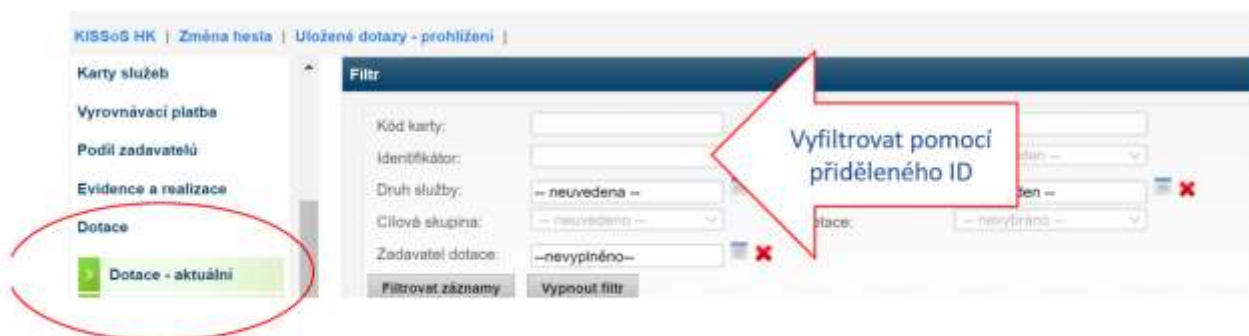 KISSoS HK | Změna hesla | Uložené dotazy - prohlížení |
Karty služeb
Vyrovnávací platba
Podíl zadavatelů
Evidence a realizace
Dotace
Dotace - aktuální
Filtr
Kód karty:
Identifikátor:
Druh služby: -- neuvedena --
Cílová skupina: -- neuvedeno --
Zadavatel dotace: --nevyplněno--
Filtrovat záznamy Vypnout filtr
Vyfiltrovat pomocí
přiděleného ID
-- nevybráno --